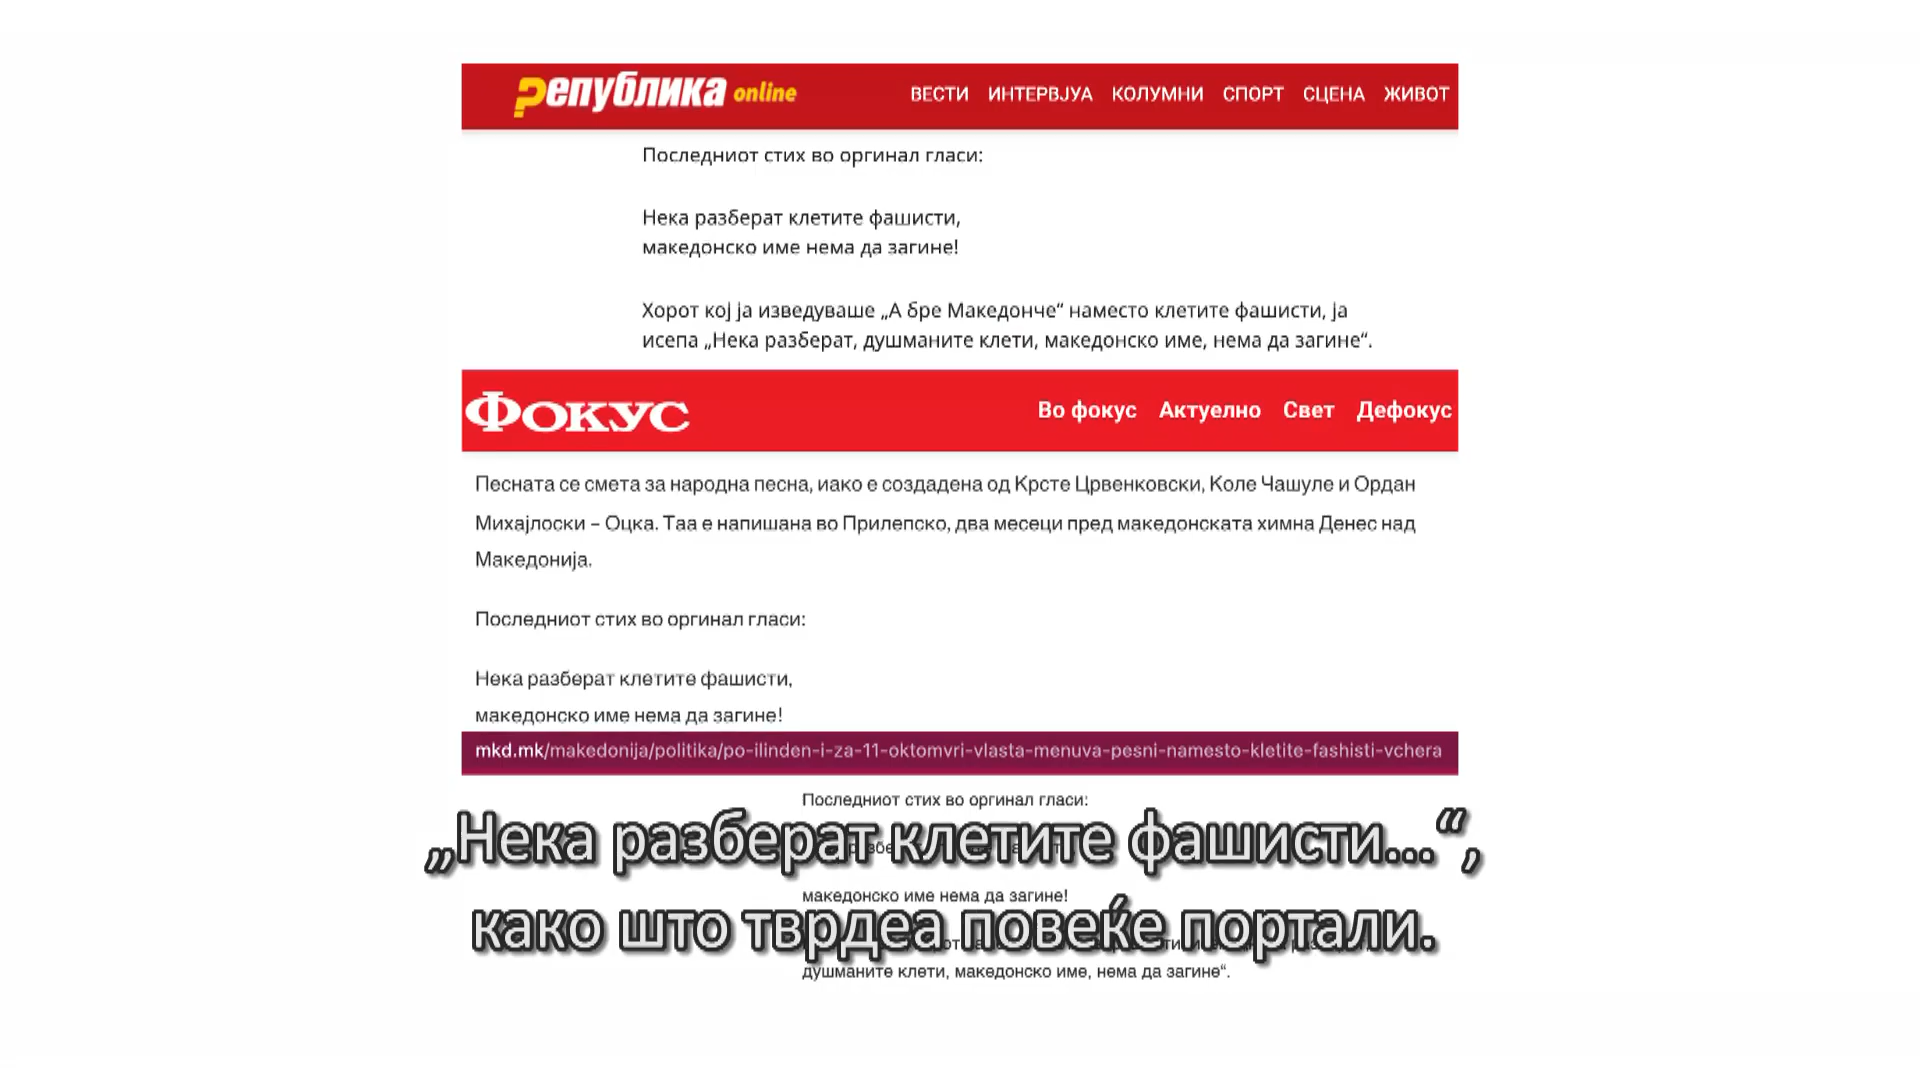 Република online
ВЕСТИ ИНТЕРВЈУА КОЛУМНИ СПОРТ СЦЕНА ЖИВОТ
Последниот стих во оргинал гласи:
Нека разберат клетите фашисти,
македонско име нема да загине!
Хорот кој ја изведуваше „А бре Македонче“ наместо клетите фашисти, ја
исепа „Нека разберат, душманите клети, македонско име, нема да загине“.
Фокус
Во фокус Актуелно Свет Дефокус
Песната се смета за народна песна, иако е создадена од Крсте Црвенковски, Коле Чашуле и Ордан
Михајлоски – Оцка. Таа е напишана во Прилепско, два месеци пред македонската химна Денес над
Македонија.
Последниот стих во оргинал гласи:
Нека разберат клетите фашисти,
македонско име нема да загине!
mkd.mk/makedonija/politika/po-ilinden-i-za-11-oktomvri-vlasta-menuva-pesni-namesto-kletite-fashisti-vchera
Последниот стих во оргинал гласи:
„Нека разберат клетите фашисти...“,
македонско име нема да загине!
како што тврдеа повеќе портали.
душманите клети, македонско име, нема да загине“.